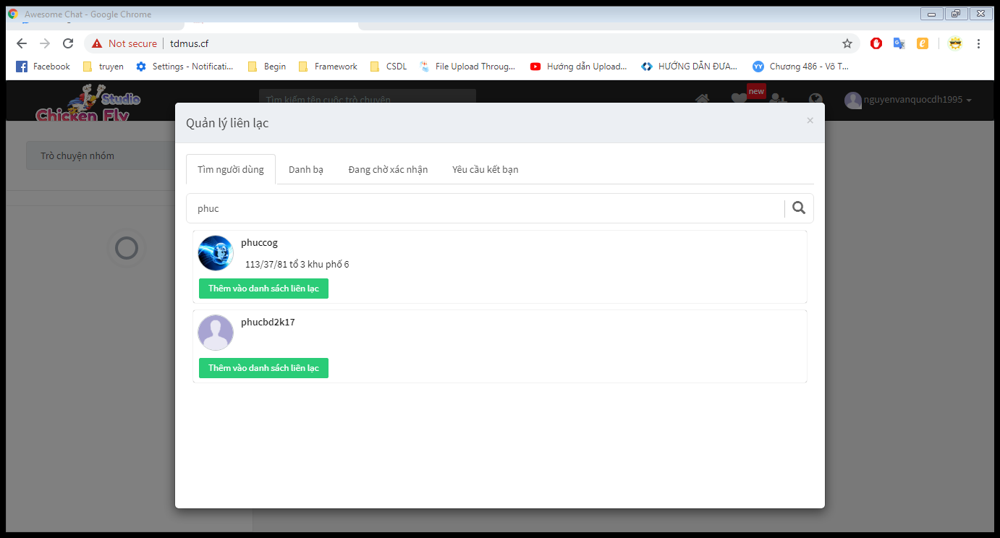 Awesome Chat - Google Chrome
Not secure | tdmus.cf
Facebook truyen Settings - Notificati... Begin Framework CSDL File Upload Throug... Hướng dẫn Upload... HƯỚNG DẪN ĐƯA... Chương 486 - Võ T...
Studio
Chicken Fly
Tìm kiếm tên cuộc trò chuyện
new
nguyenvanquocdh1995
Quản lý liên lạc ×
Trò chuyện nhóm
Tìm người dùng Danh bạ Đang chờ xác nhận Yêu cầu kết bạn
phuc
phuccog
113/37/81 tổ 3 khu phố 6
Thêm vào danh sách liên lạc
phucbd2k17
Thêm vào danh sách liên lạc